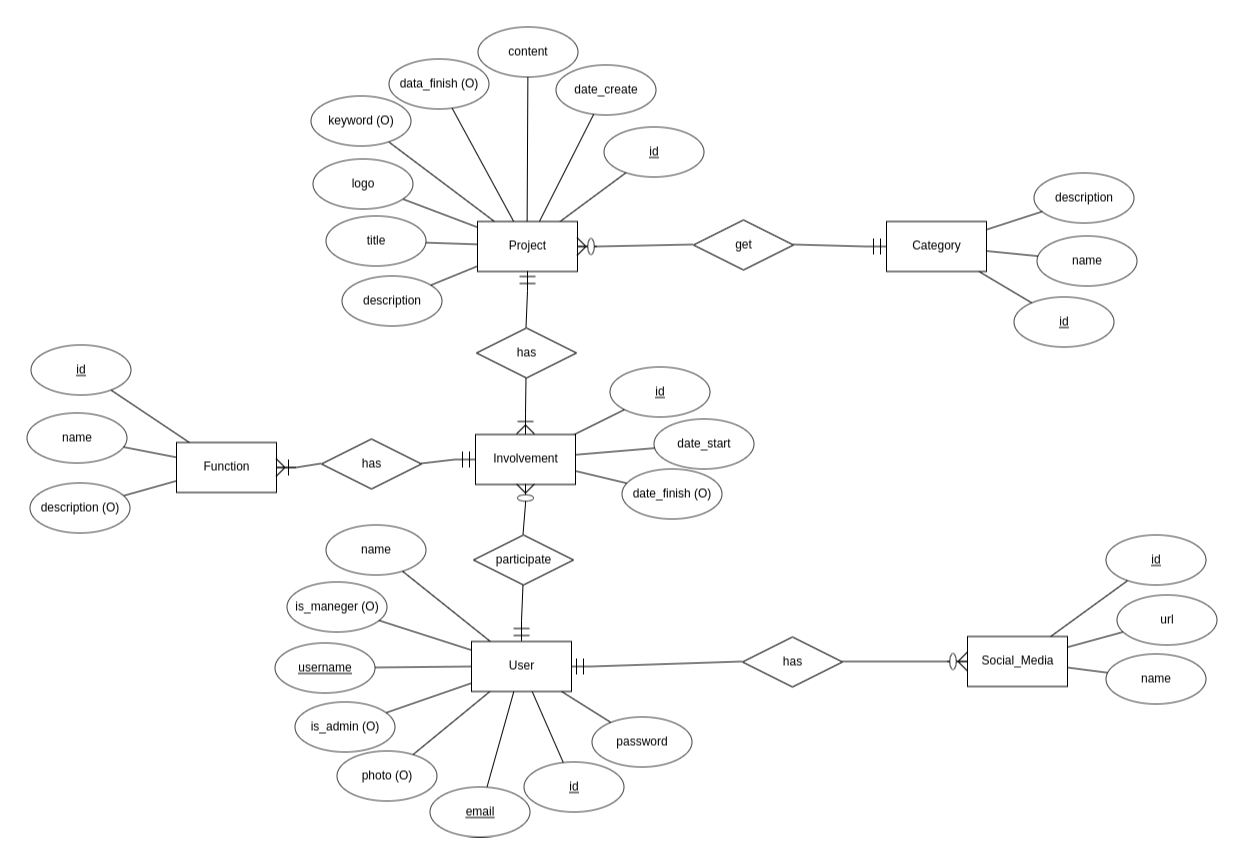 content
data_finish (O)
date_create
keyword (O)
id
logo
title
description
Project
get
Category
description
name
id
has
id
name
description (O)
Function
has
Involvement
id
date_start
date_finish (O)
participate
name
is_maneger (O)
username
is_admin (O)
photo (O)
email
id
password
User
has
Social_Media
id
url
name